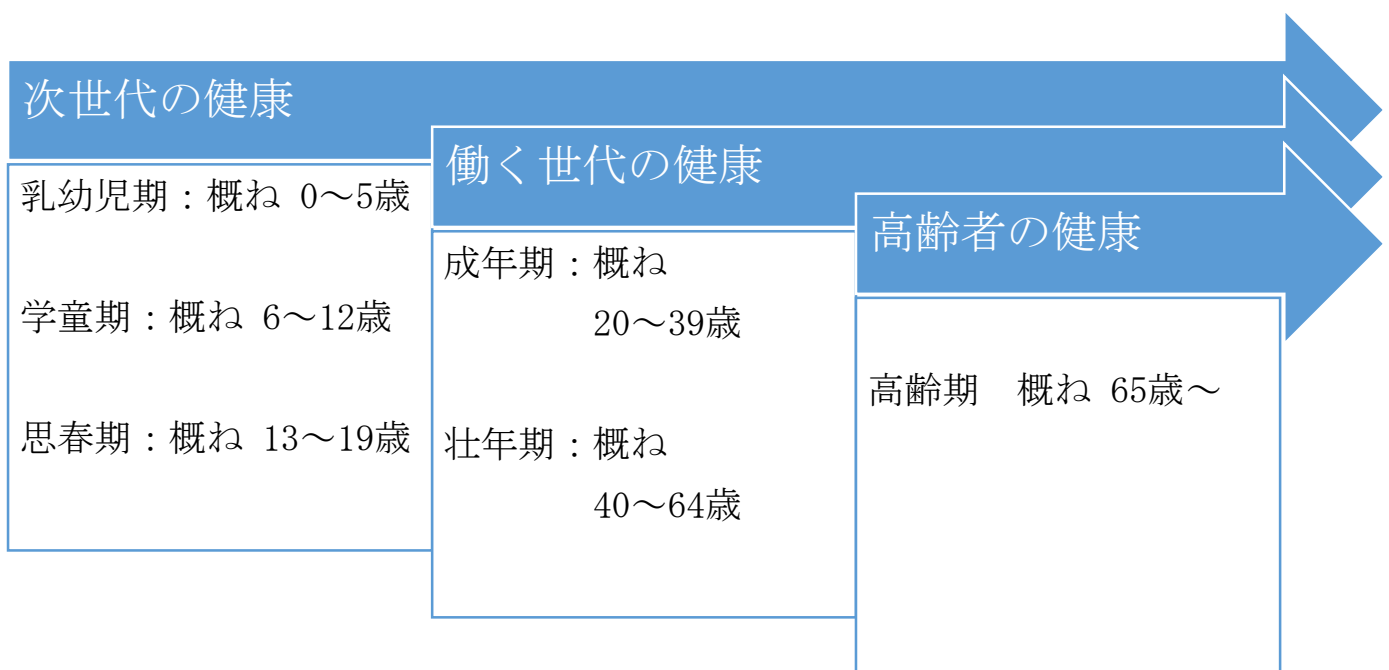 次世代の健康
乳幼児期：概ね 0～5歳
学童期：概ね 6～12歳
思春期：概ね 13～19歳
働く世代の健康
成年期：概ね
20～39歳
壮年期：概ね
40～64歳
高齢者の健康
高齢期　概ね 65歳～